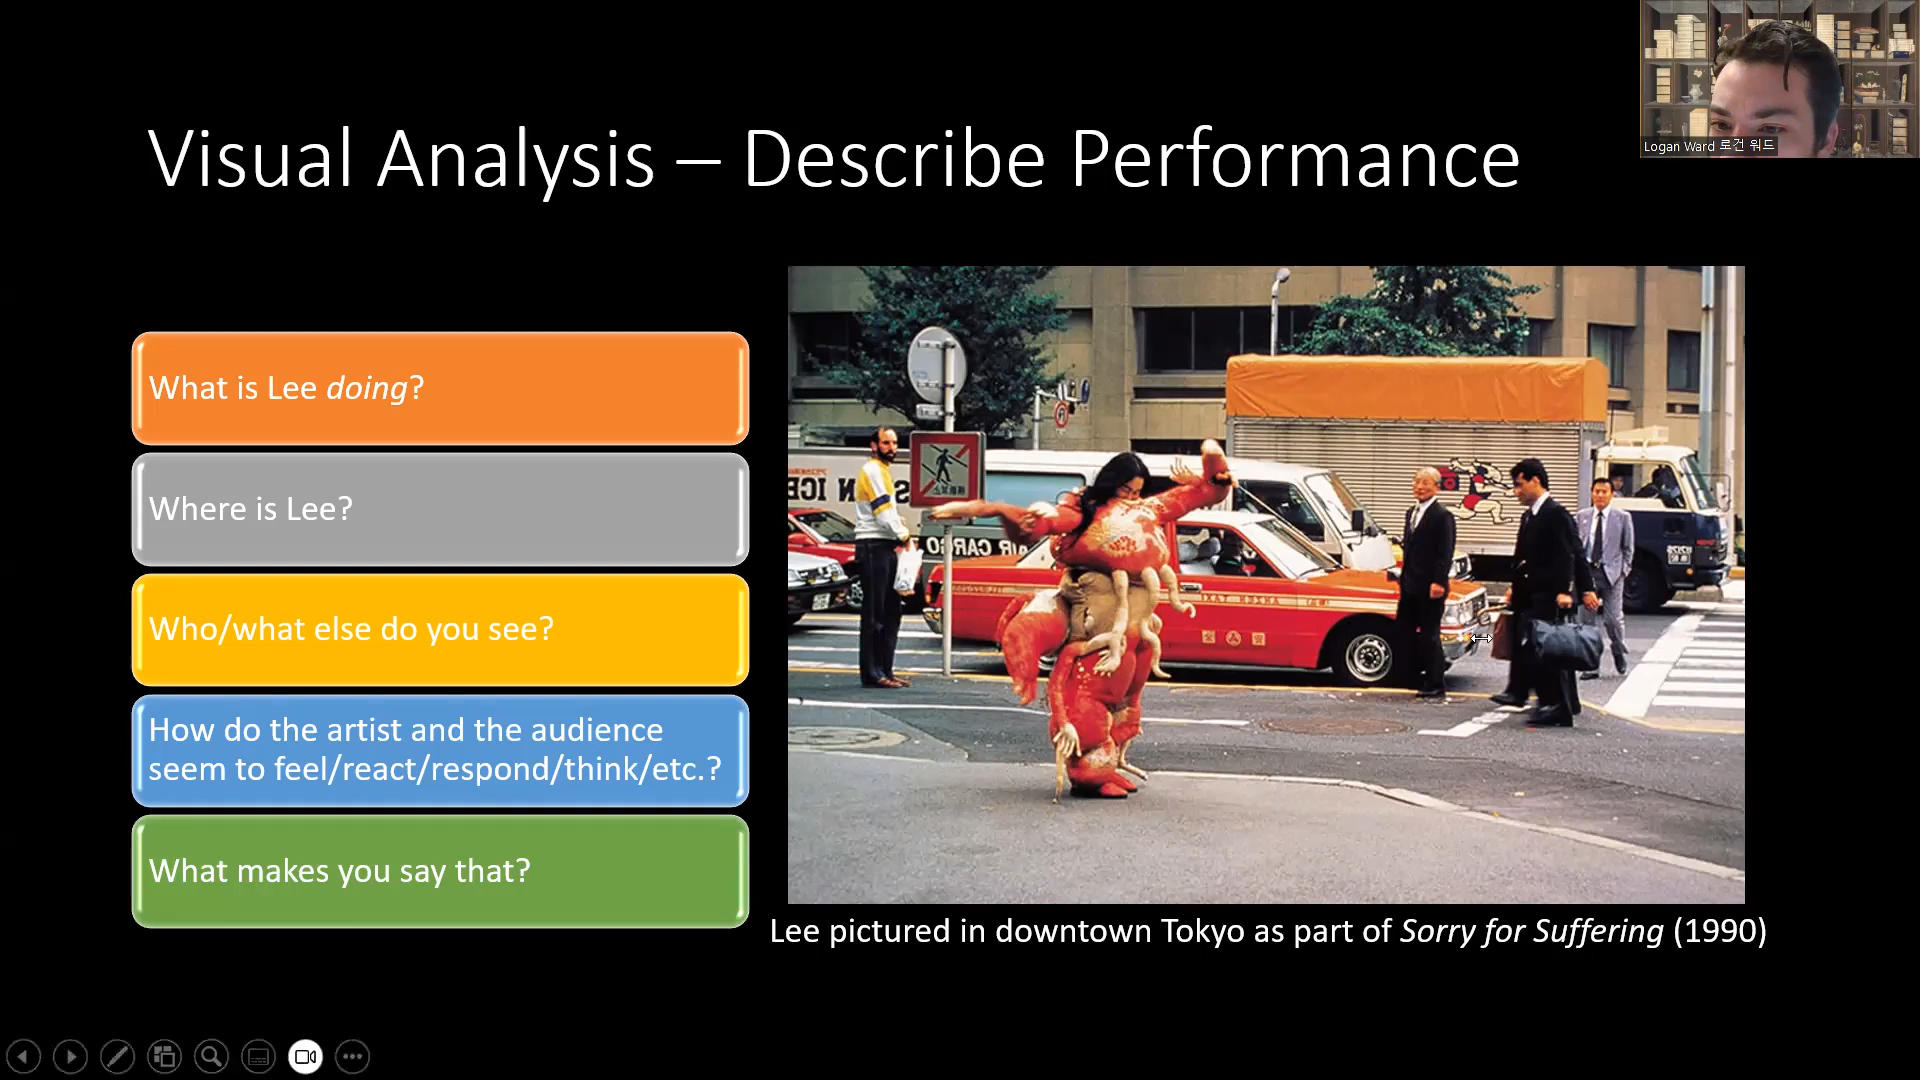 Visual Analysis – Describe Performance
Logan Ward 로건 워드
What is Lee doing?
Where is Lee?
Who/what else do you see?
How do the artist and the audience
seem to feel/react/respond/think/etc.?
What makes you say that?
Lee pictured in downtown Tokyo as part of Sorry for Suffering (1990)